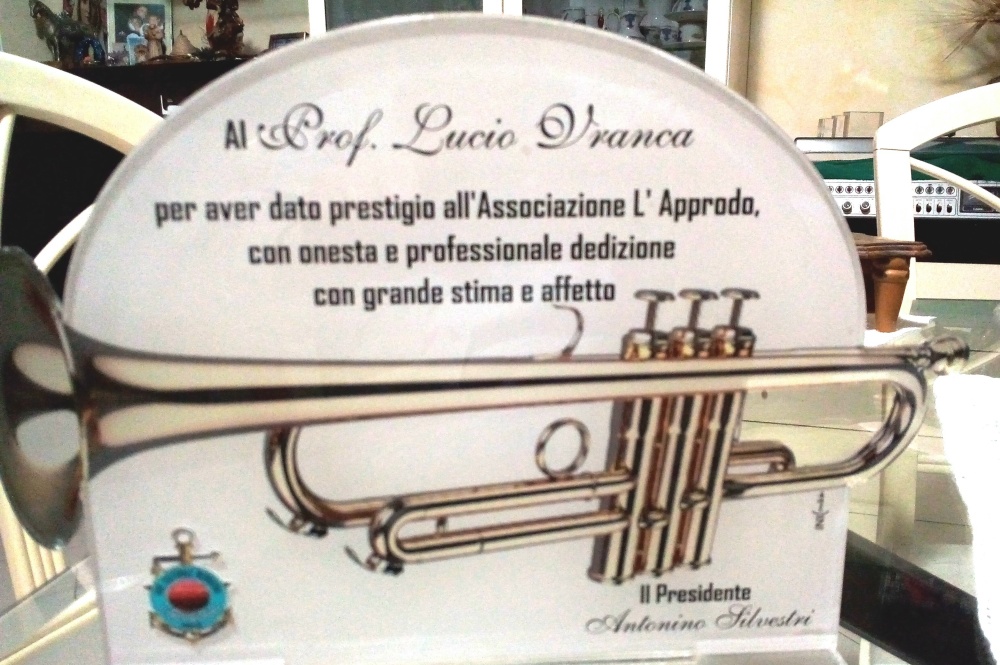 Al Prof. Lucio Vranca
per aver dato prestigio all'Associazione L' Approdo,
con onesta e professionale dedizione
con grande stima e affetto
Il Presidente
Antonino Silvestri